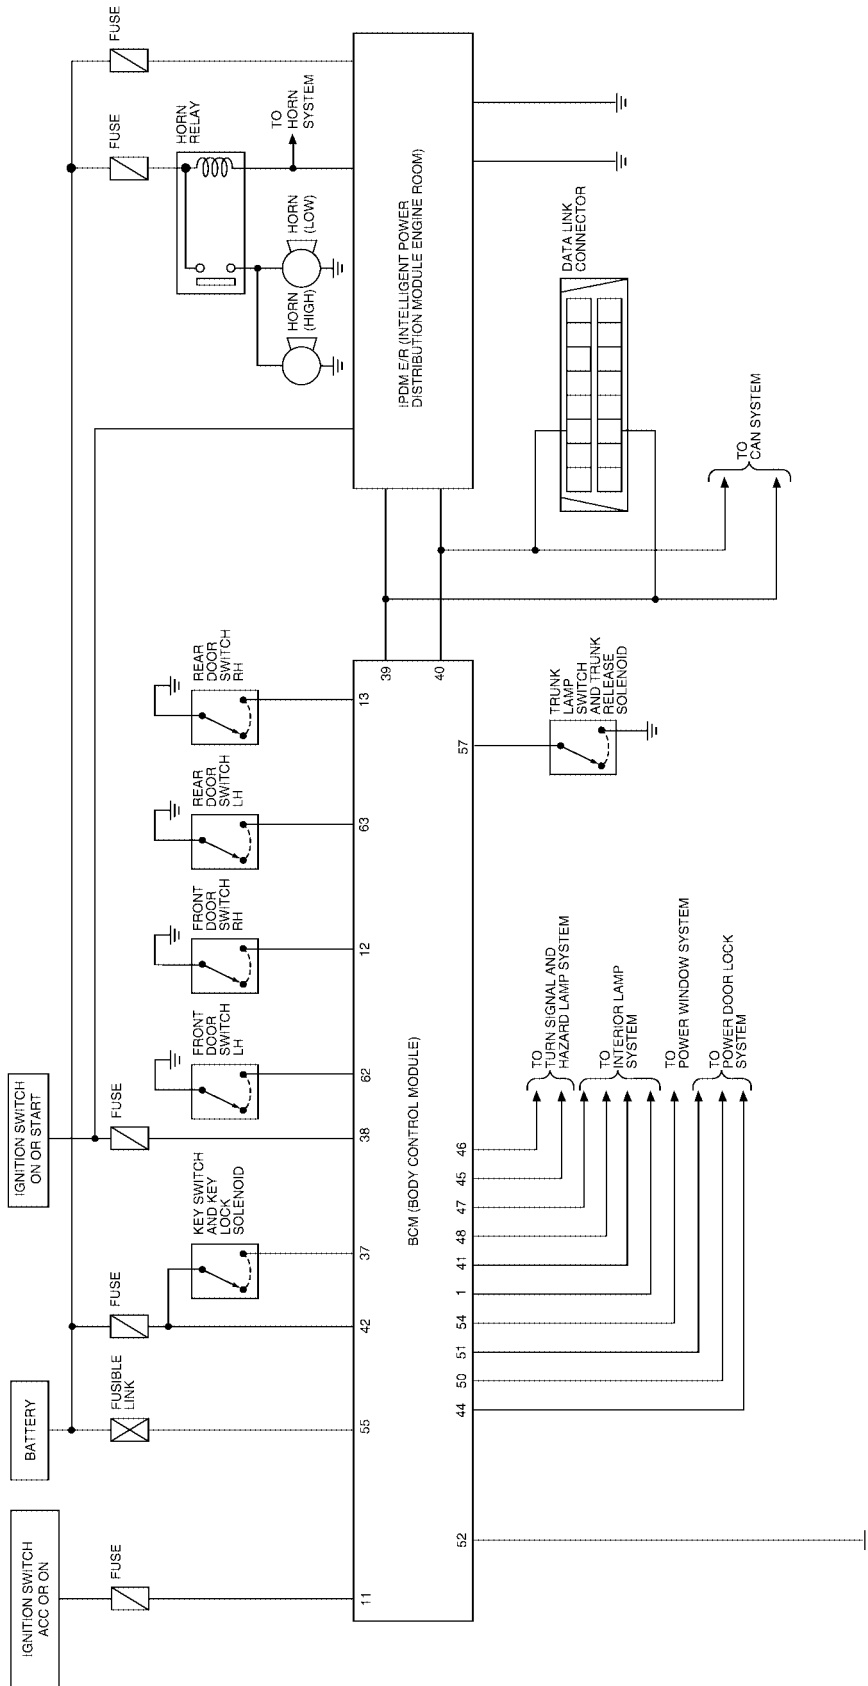 IGNITION SWITCH
ACC OR ON
FUSE
11
BATTERY
FUSIBLE
LINK
55
FUSE
42
KEY SWITCH
AND KEY
LOCK
SOLENOID
37
IGNITION SWITCH
ON OR START
FUSE
38
FRONT
DOOR
SWITCH
LH
62
FRONT
DOOR
SWITCH
RH
12
REAR
DOOR
SWITCH
LH
63
REAR
DOOR
SWITCH
RH
13
FUSE
HORN
RELAY
FUSE
TO
HORN
SYSTEM
HORN
(HIGH)
HORN
(LOW)
BCM (BODY CONTROL MODULE)
39
40
IPDM E/R (INTELLIGENT POWER
DISTRIBUTION MODULE ENGINE ROOM)
52
44
50
51
54
1
41
48
47
45
46
57
TO
TURN SIGNAL AND
HAZARD LAMP SYSTEM
TO
INTERIOR LAMP
SYSTEM
TO
POWER WINDOW SYSTEM
TO
POWER DOOR LOCK
SYSTEM
TRUNK
LAMP
SWITCH
AND TRUNK
RELEASE
SOLENOID
DATA LINK
CONNECTOR
TO
CAN SYSTEM